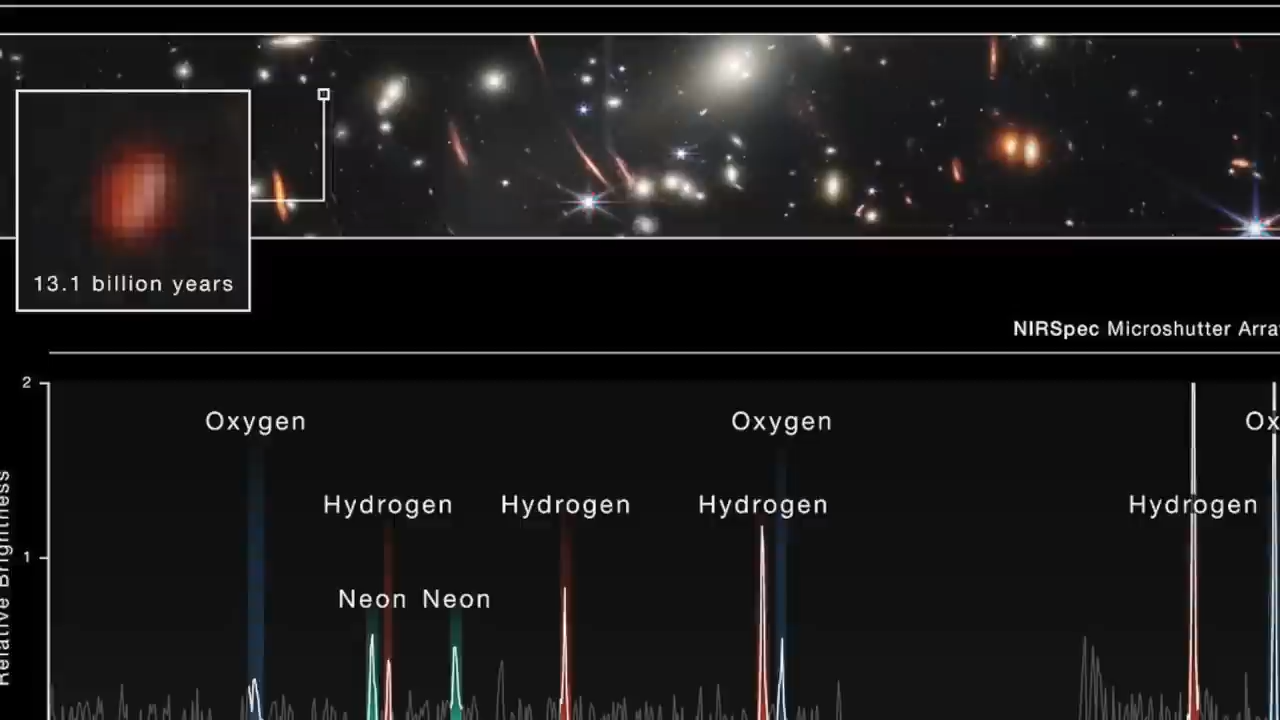 13.1 billion years
NIRSpec Microshutter Arra
2
Oxygen
Oxygen
Ox
Hydrogen
Hydrogen
Hydrogen
Hydrogen
1
Neon
Neon
Relative Brightness